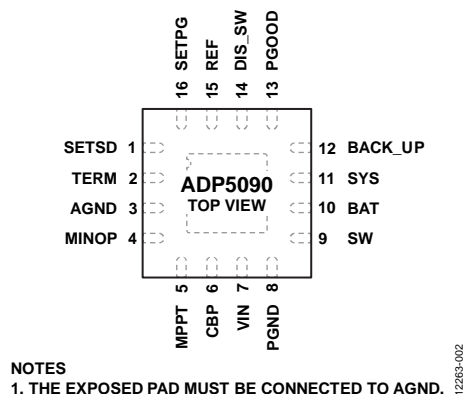 16 SETPG
15 REF
14 DIS_SW
13 PGOOD
SETSD 1
TERM 2
AGND 3
MINOP 4
ADP5090
TOP VIEW
12 BACK_UP
11 SYS
10 BAT
9 SW
5 MPPT
6 CBP
7 VIN
8 PGND
NOTES
1. THE EXPOSED PAD MUST BE CONNECTED TO AGND.
12263-002